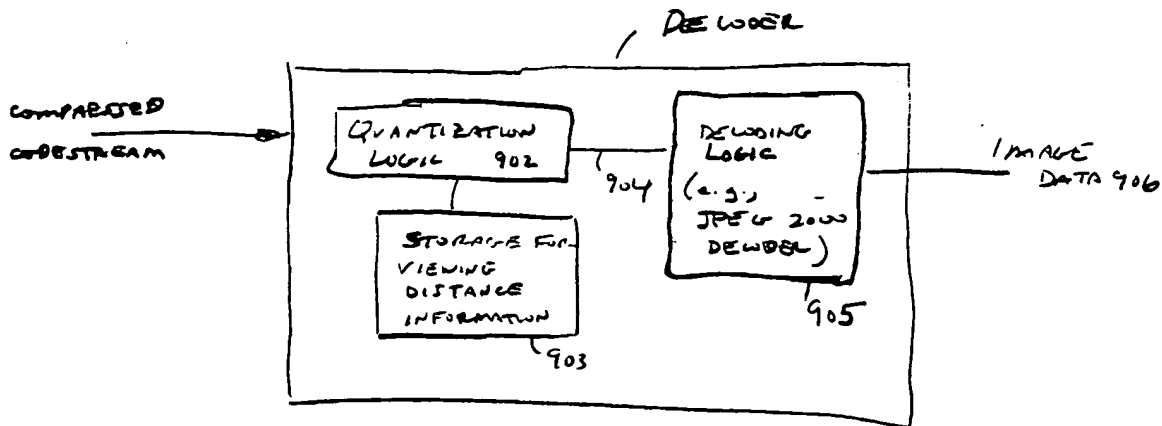 DECODER
COMPRESSED
CODESTREAM
QUANTIZATION
LOGIC 902
904
DECODING
LOGIC
(e.g.,
JPEG 2000
DECODER)
905
IMAGE
DATA 906
STORAGE FOR
VIEWING
DISTANCE
INFORMATION
903